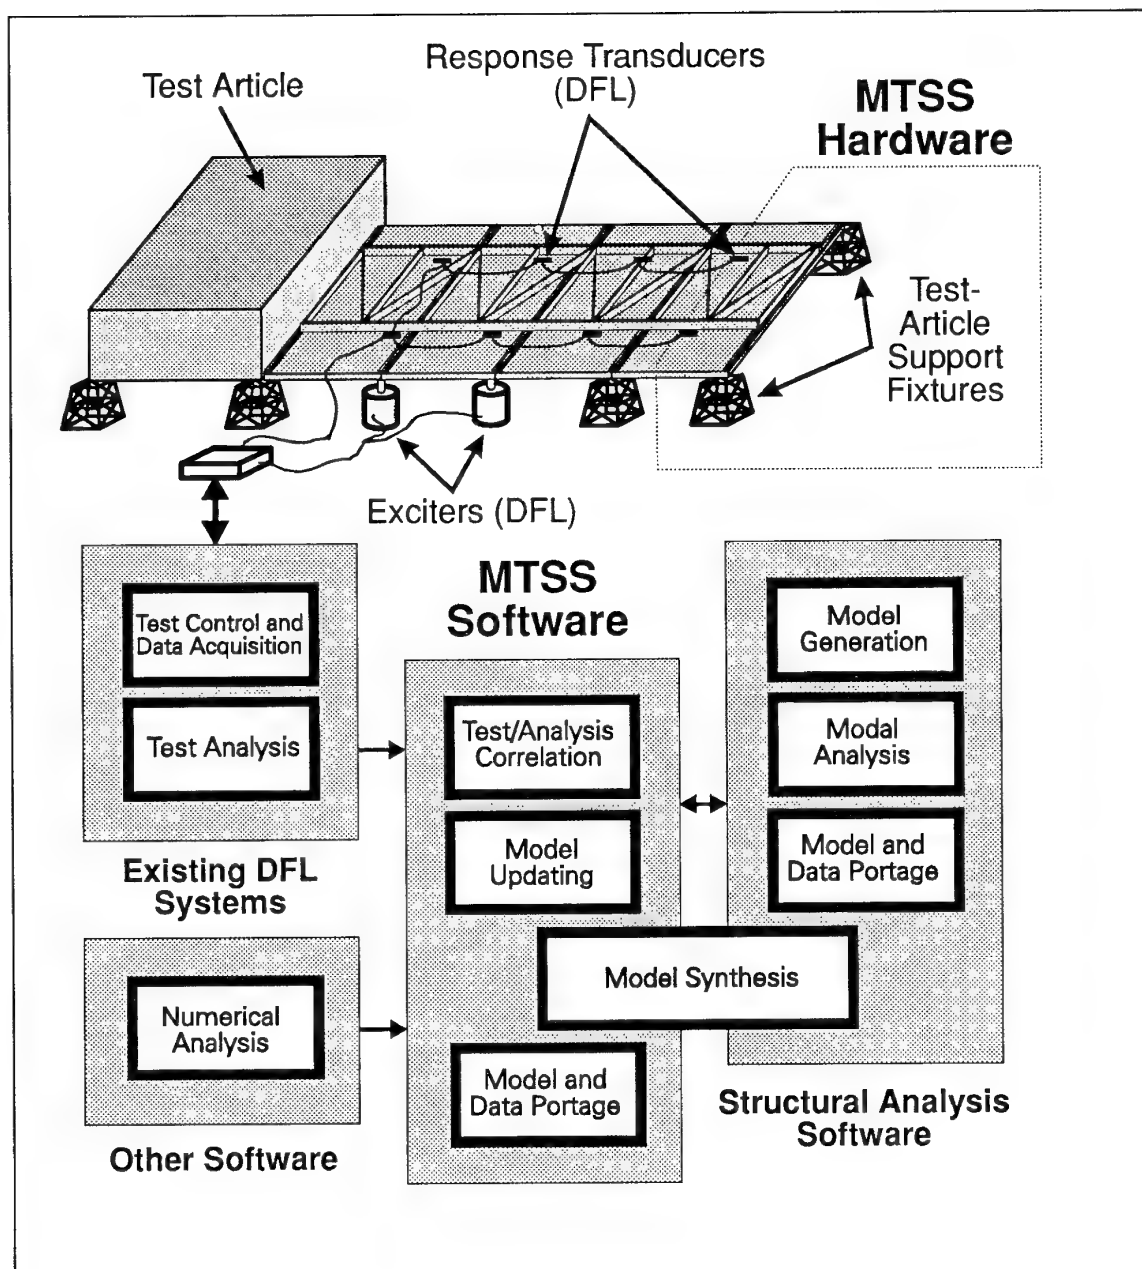 Test Article
Response Transducers
(DFL)
MTSS
Hardware
Test-
Article
Support
Fixtures
Exciters (DFL)
Test Control and
Data Acquisition
Test Analysis
Existing DFL
Systems
Numerical
Analysis
Other Software
MTSS
Software
Test/Analysis
Correlation
Model
Updating
Model Synthesis
Model and
Data Portage
Model
Generation
Modal
Analysis
Model and
Data Portage
Structural Analysis
Software